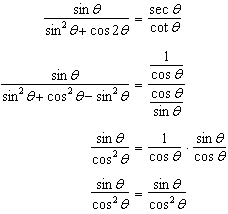 sin θ / (sin² θ + cos 2θ) = sec θ / cot θ
sin θ / (sin² θ + cos² θ − sin² θ) = (1 / cos θ) / (cos θ / sin θ)
sin θ / cos² θ = 1 / cos θ · sin θ / cos θ
sin θ / cos² θ = sin θ / cos² θ